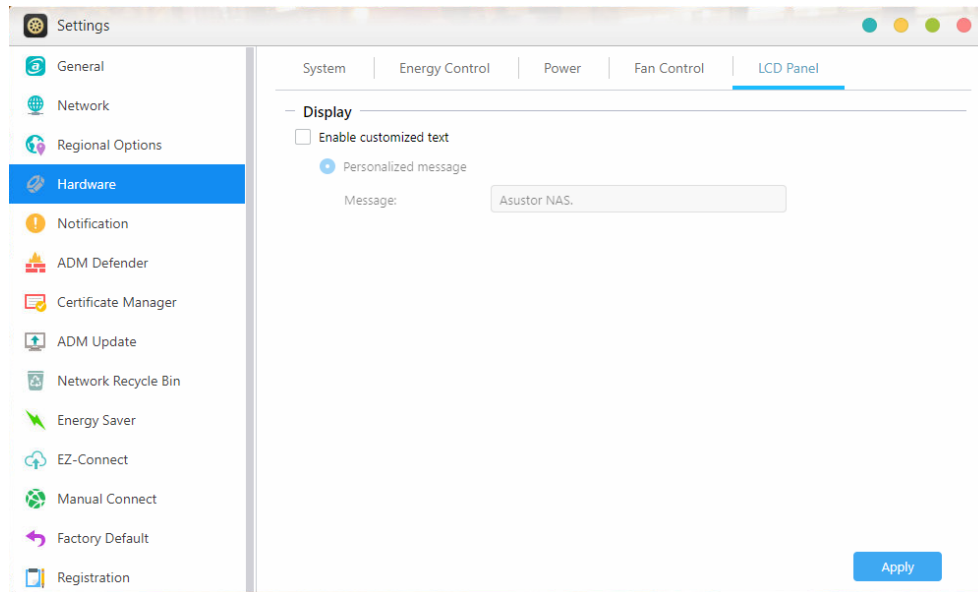 Settings
General
Network
Regional Options
Hardware
Notification
ADM Defender
Certificate Manager
ADM Update
Network Recycle Bin
Energy Saver
EZ-Connect
Manual Connect
Factory Default
Registration
System Energy Control Power Fan Control LCD Panel
Display
Enable customized text
Personalized message
Message: Asustor NAS.
Apply